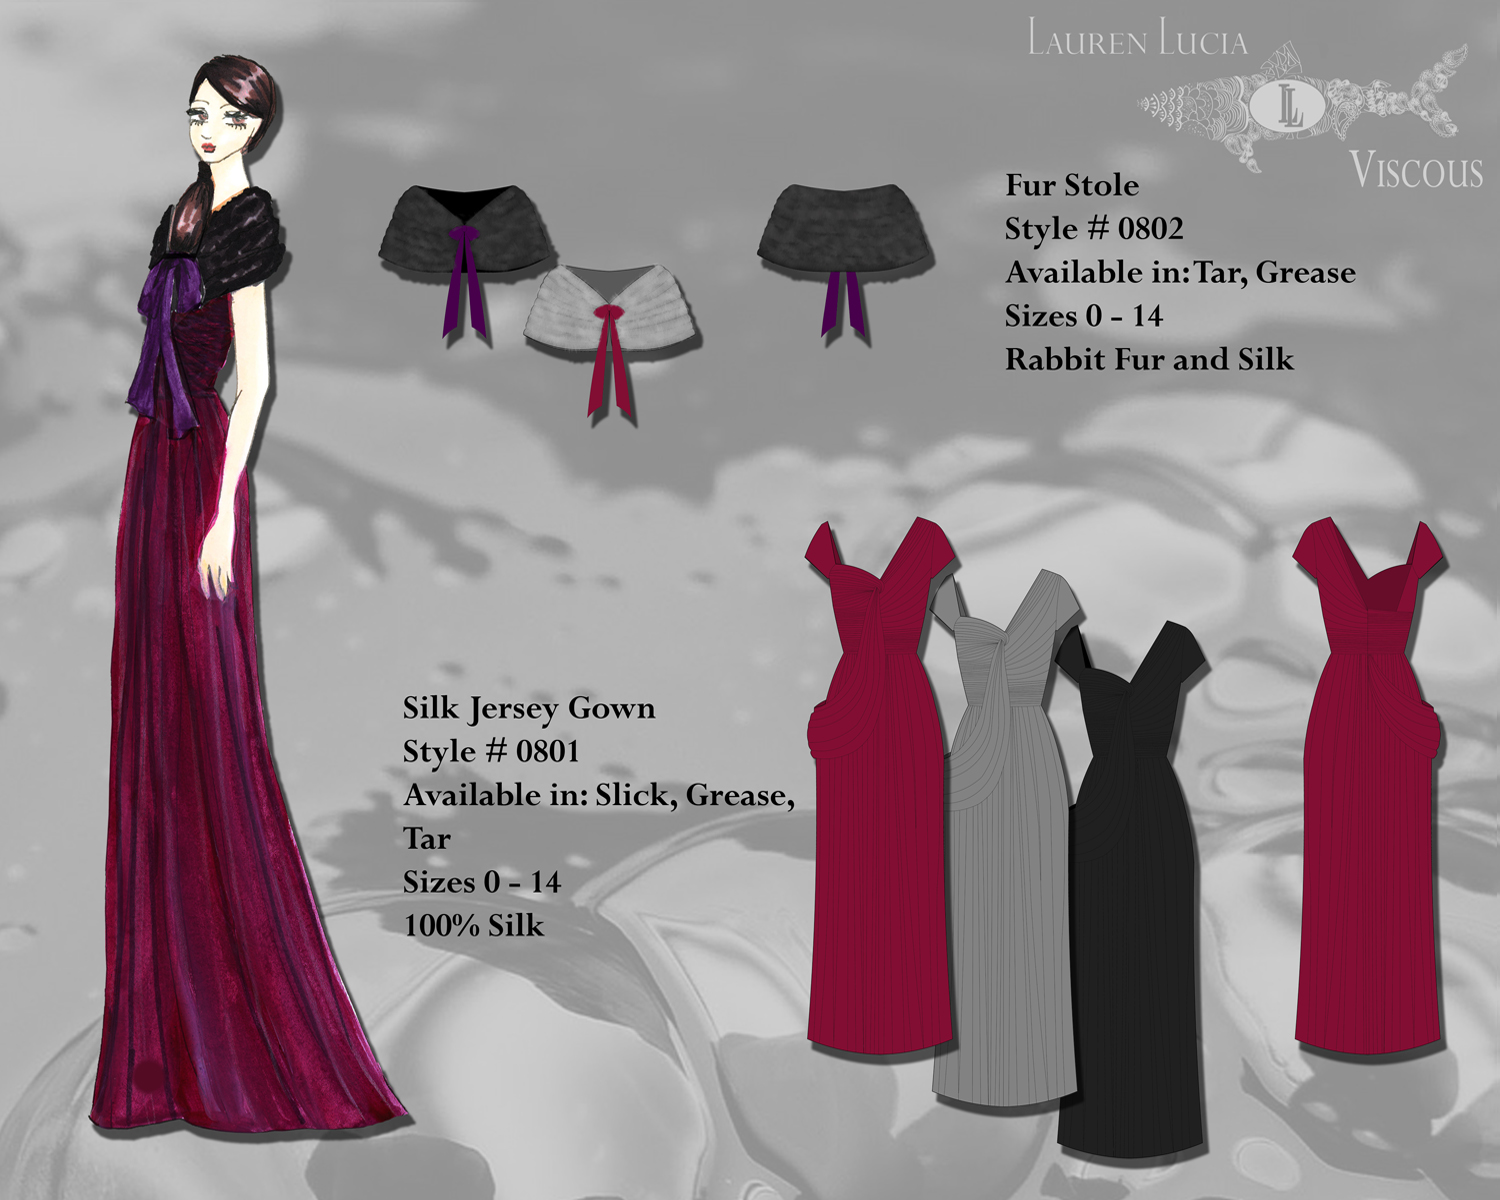 Lauren Lucia
LL
Viscous
Fur Stole
Style # 0802
Available in: Tar, Grease
Sizes 0 - 14
Rabbit Fur and Silk
Silk Jersey Gown
Style # 0801
Available in: Slick, Grease,
Tar
Sizes 0 - 14
100% Silk